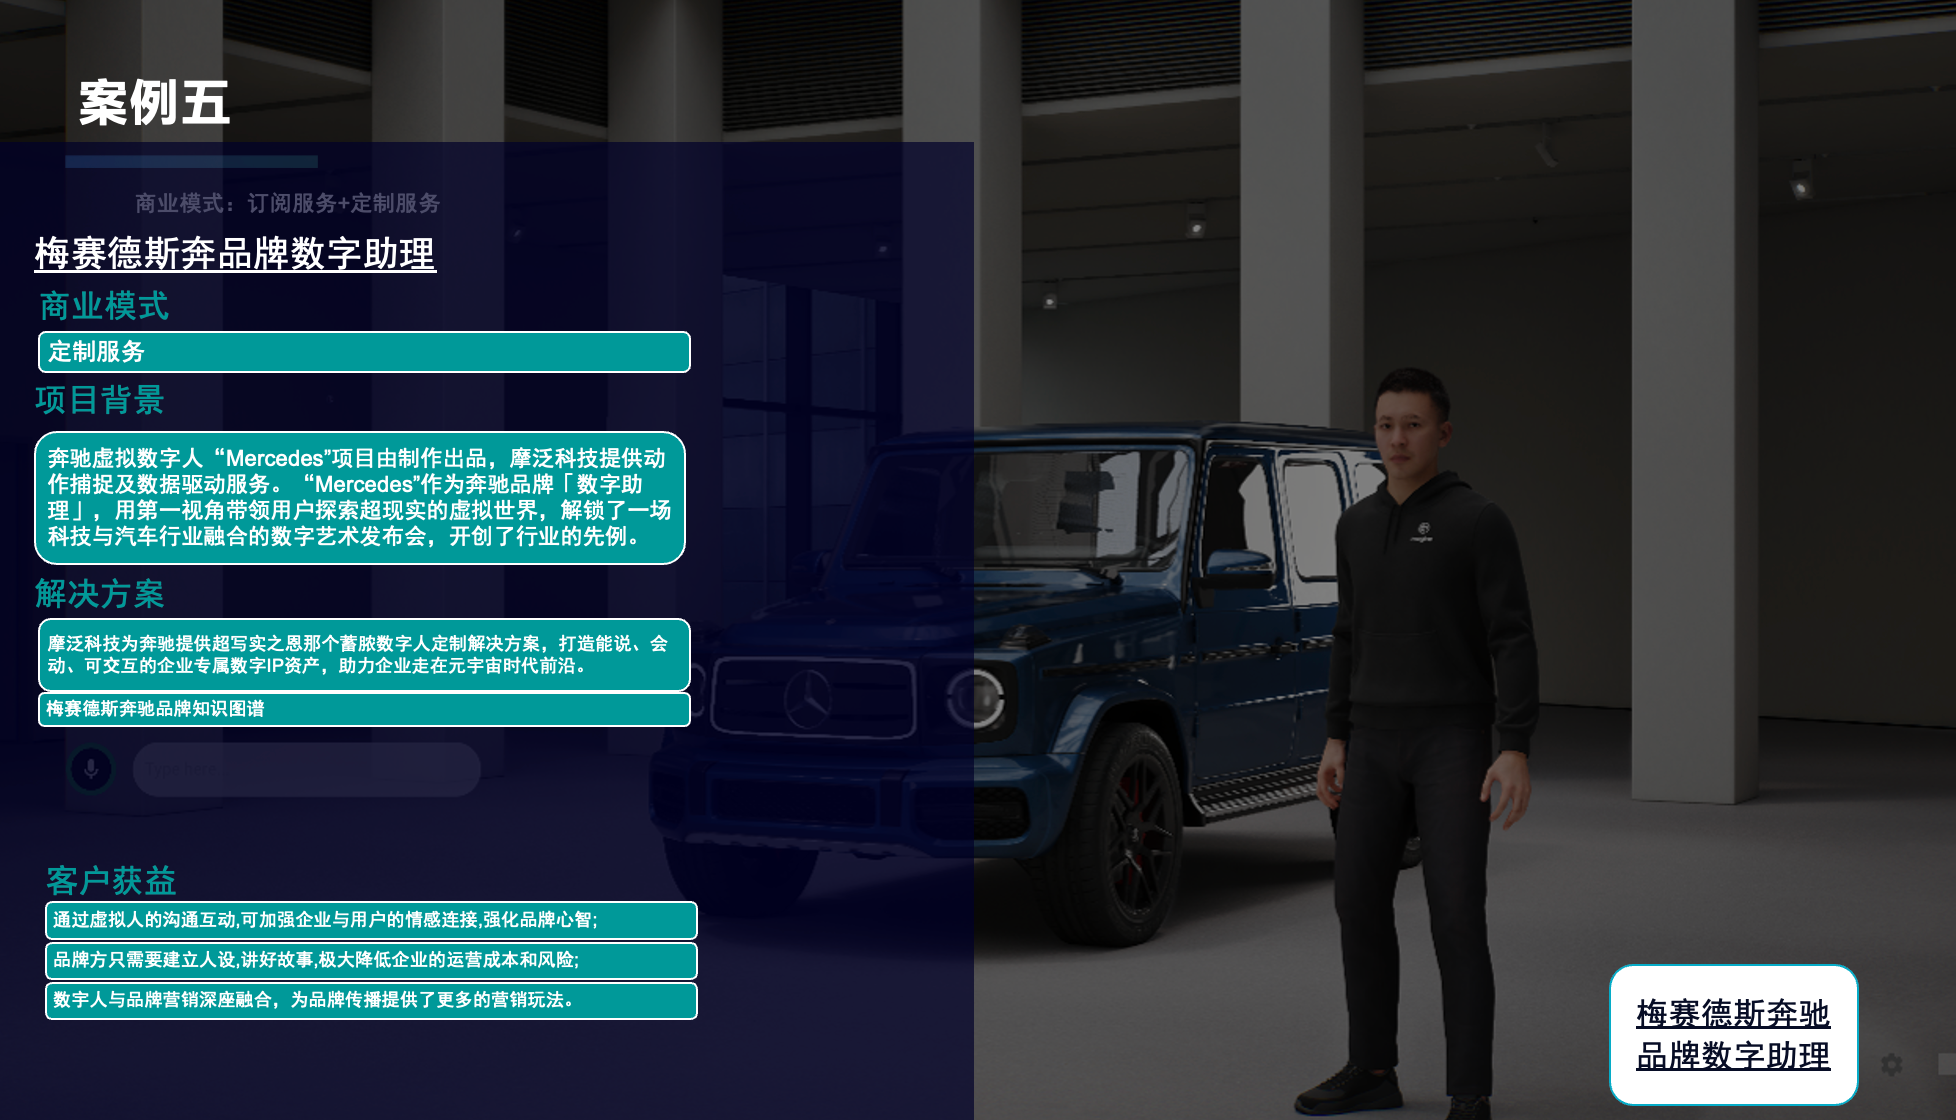 案例五
商业模式：订阅服务+定制服务
梅赛德斯奔品牌数字助理
商业模式
定制服务
项目背景
奔驰虚拟数字人“Mercedes”项目由制作出品，摩泛科技提供动
作捕捉及数据驱动服务。“Mercedes”作为奔驰品牌「数字助
理」，用第一视角带领用户探索超现实的虚拟世界，解锁了一场
科技与汽车行业融合的数字艺术发布会，开创了行业的先例。
解决方案
摩泛科技为奔驰提供超写实之恩那个蓄脓数字人定制解决方案，打造能说、会
动、可交互的企业专属数字IP资产，助力企业走在元宇宙时代前沿。
梅赛德斯奔驰品牌知识图谱
Type here
客户获益
通过虚拟人的沟通互动,可加强企业与用户的情感连接,强化品牌心智;
品牌方只需要建立人设,讲好故事,极大降低企业的运营成本和风险;
数宇人与品牌营销深座融合，为品牌传播提供了更多的营销玩法。
梅赛德斯奔驰
品牌数字助理